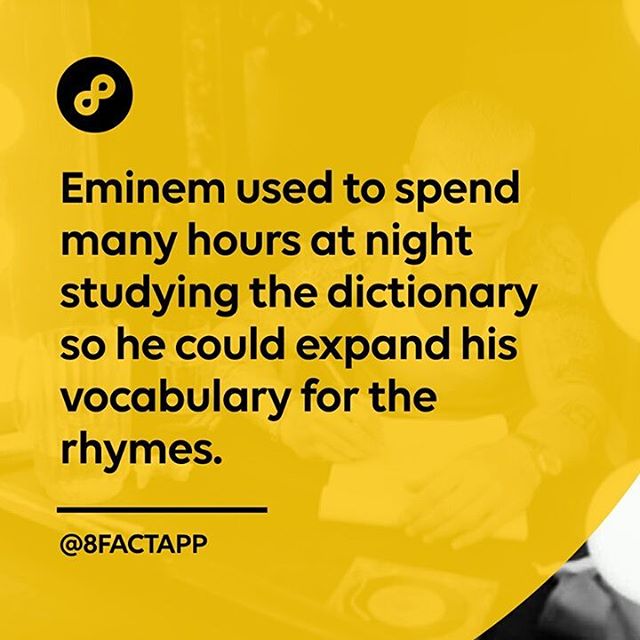 Eminem used to spend
many hours at night
studying the dictionary
so he could expand his
vocabulary for the
rhymes.
@8FACTAPP